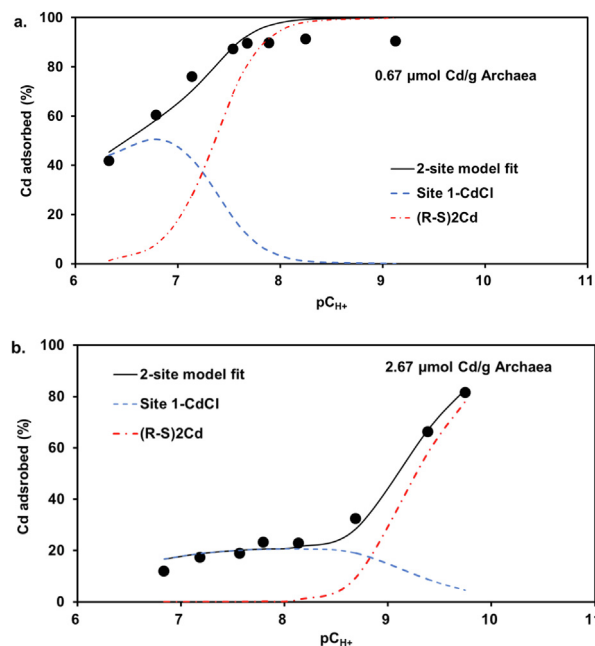 a.
100
80
60
40
20
0
Cd adsorbed (%)
0.67 µmol Cd/g Archaea
2-site model fit
Site 1-CdCl
(R-S)2Cd
6 7 8 9 10 11
pCH+
b.
100
80
60
40
20
0
Cd adsrobed (%)
2.67 µmol Cd/g Archaea
2-site model fit
Site 1-CdCl
(R-S)2Cd
6 7 8 9 10 11
pCH+